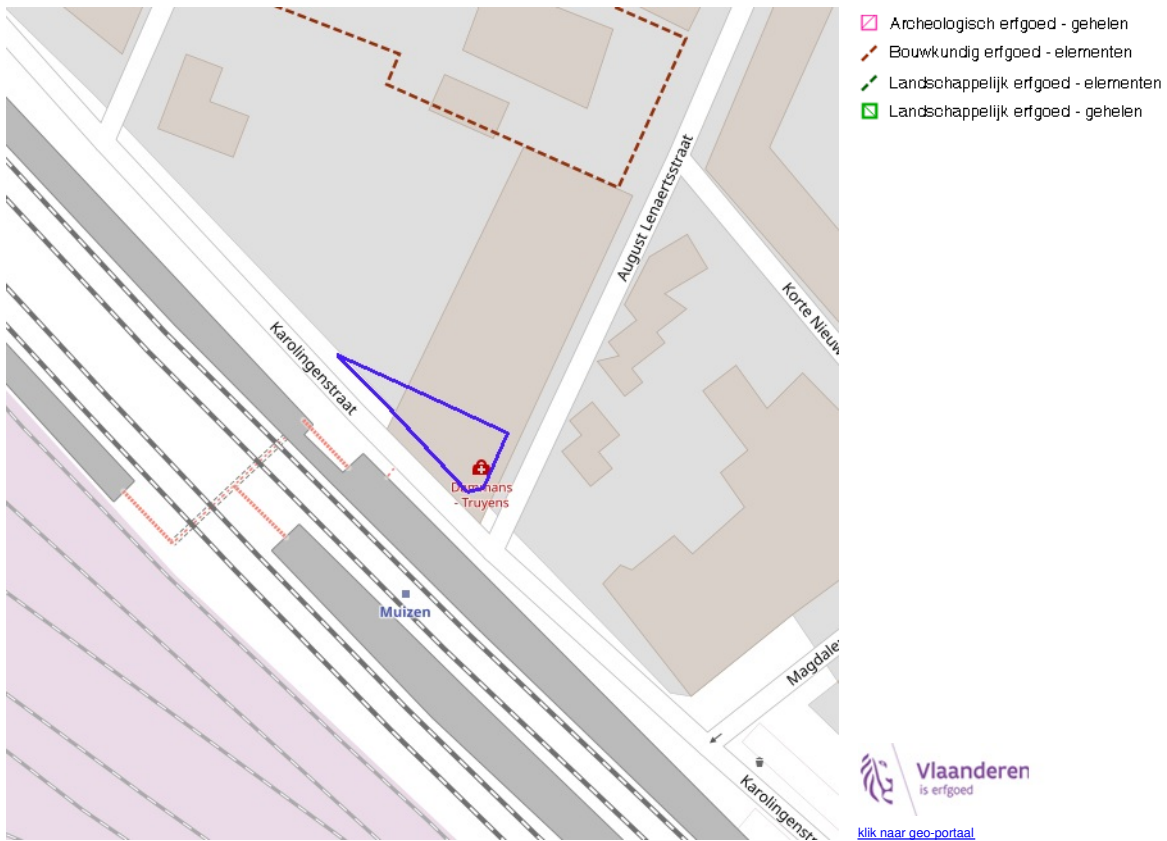 Archeologisch erfgoed - gehelen
Bouwkundig erfgoed - elementen
Landschappelijk erfgoed - elementen
Landschappelijk erfgoed - gehelen
August Lenaertsstraat
Korte Nieuw
Karolingenstraat
- Truyens
Muizen
Magdale
Karolingenstr
Vlaanderen
is erfgoed
klik naar geo-portaal